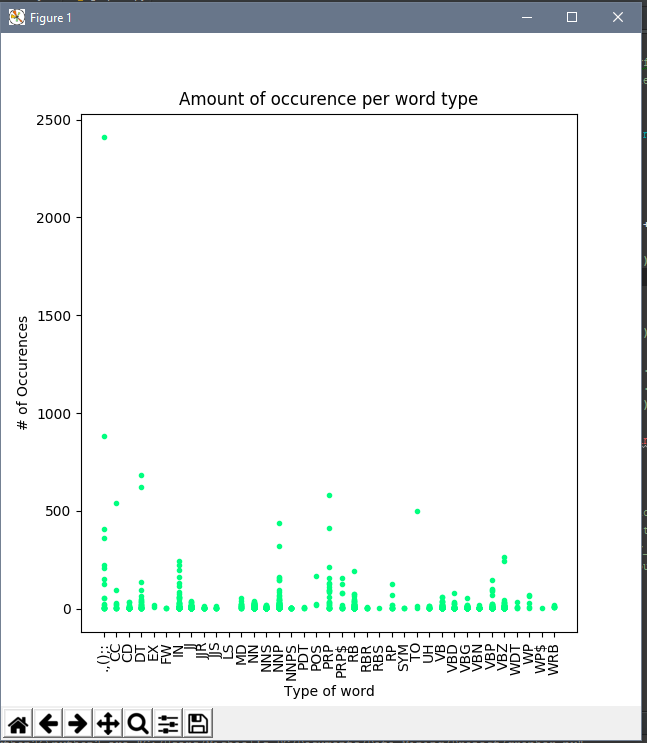 Figure 1
Amount of occurence per word type
2500
2000
1500
1000
500
0
# of Occurences
.,();:
CC
CD
DT
EX
FW
IN
JJ
JJR
JJS
LS
MD
NN
NNS
NNP
NNPS
PDT
POS
PRP
PRP$
RB
RBR
RBS
RP
SYM
TO
UH
VB
VBD
VBG
VBN
VBP
VBZ
WDT
WP
WP$
WRB
Type of word